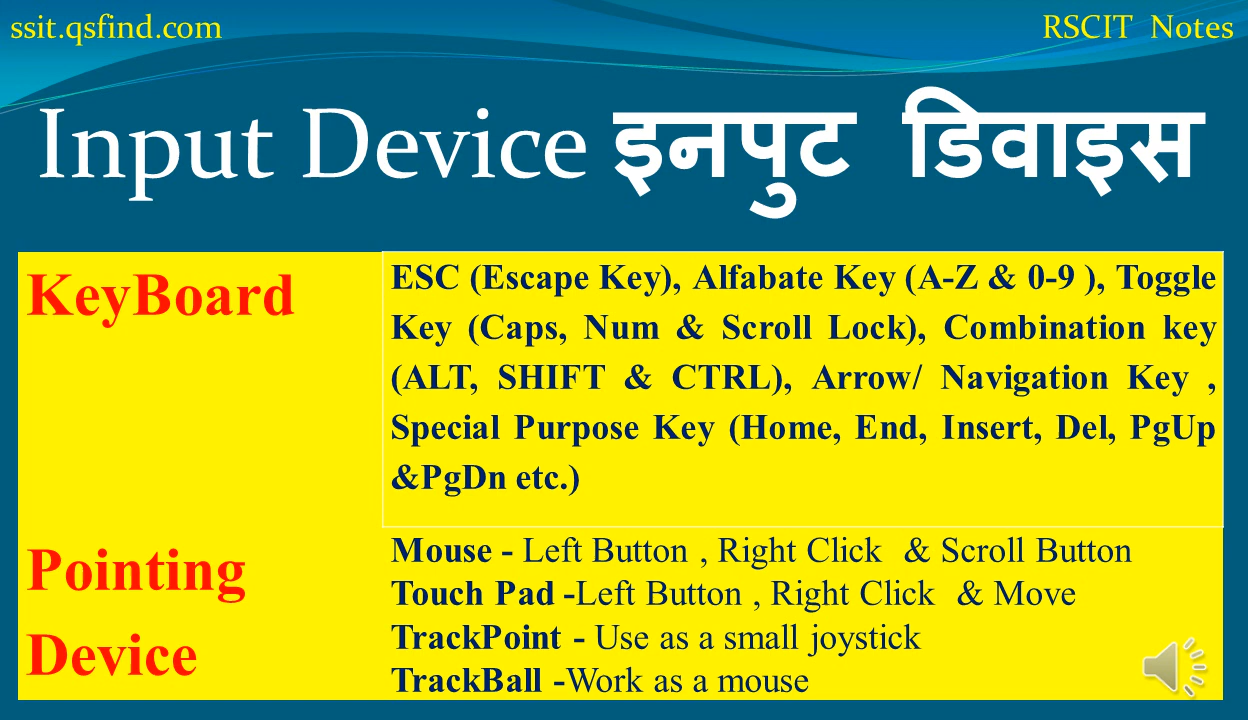 ssit.qsfind.com RSCIT Notes
Input Device इनपुट डिवाइस
KeyBoard
ESC (Escape Key), Alfabate Key (A-Z & 0-9 ), Toggle
Key (Caps, Num & Scroll Lock), Combination key
(ALT, SHIFT & CTRL), Arrow/ Navigation Key ,
Special Purpose Key (Home, End, Insert, Del, PgUp
&PgDn etc.)
Pointing
Device
Mouse - Left Button , Right Click & Scroll Button
Touch Pad -Left Button , Right Click & Move
TrackPoint - Use as a small joystick
TrackBall -Work as a mouse